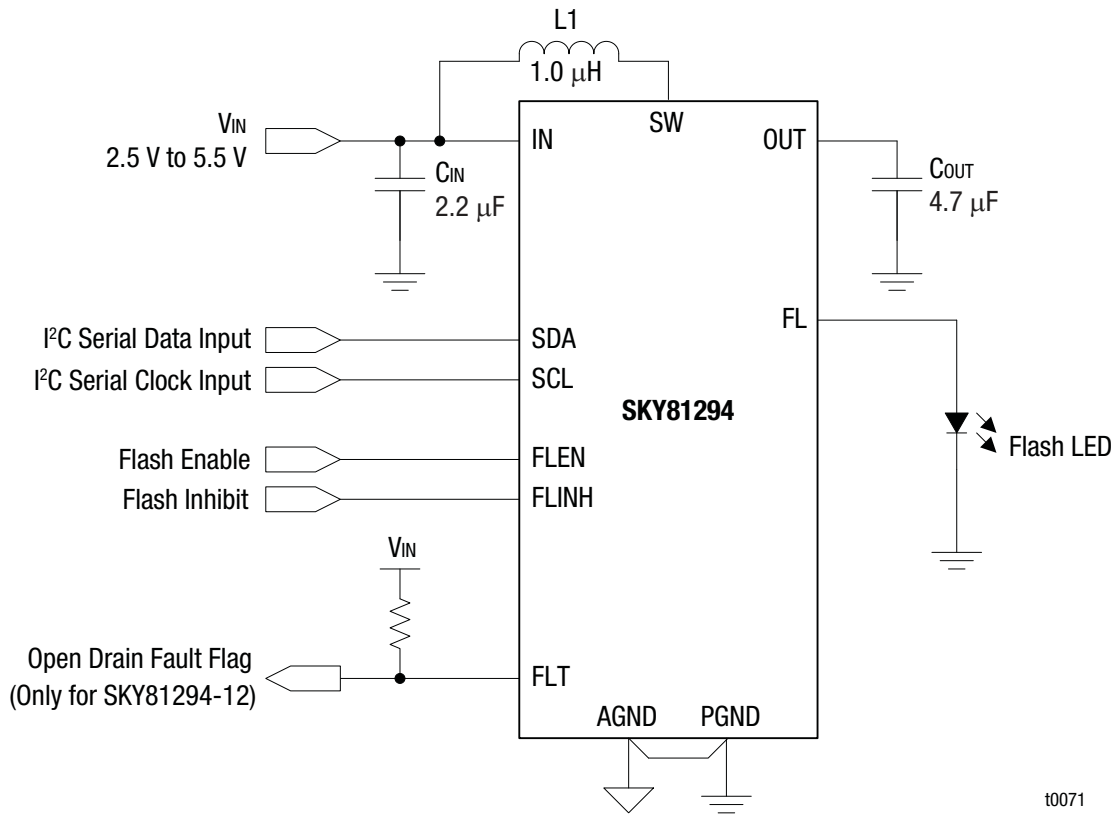 L1
1.0 μH
VIN
2.5 V to 5.5 V
IN
SW
OUT
CIN
2.2 μF
COUT
4.7 μF
FL
I²C Serial Data Input
SDA
I²C Serial Clock Input
SCL
SKY81294
Flash LED
Flash Enable
FLEN
Flash Inhibit
FLINH
VIN
Open Drain Fault Flag
(Only for SKY81294-12)
FLT
AGND
PGND
t0071